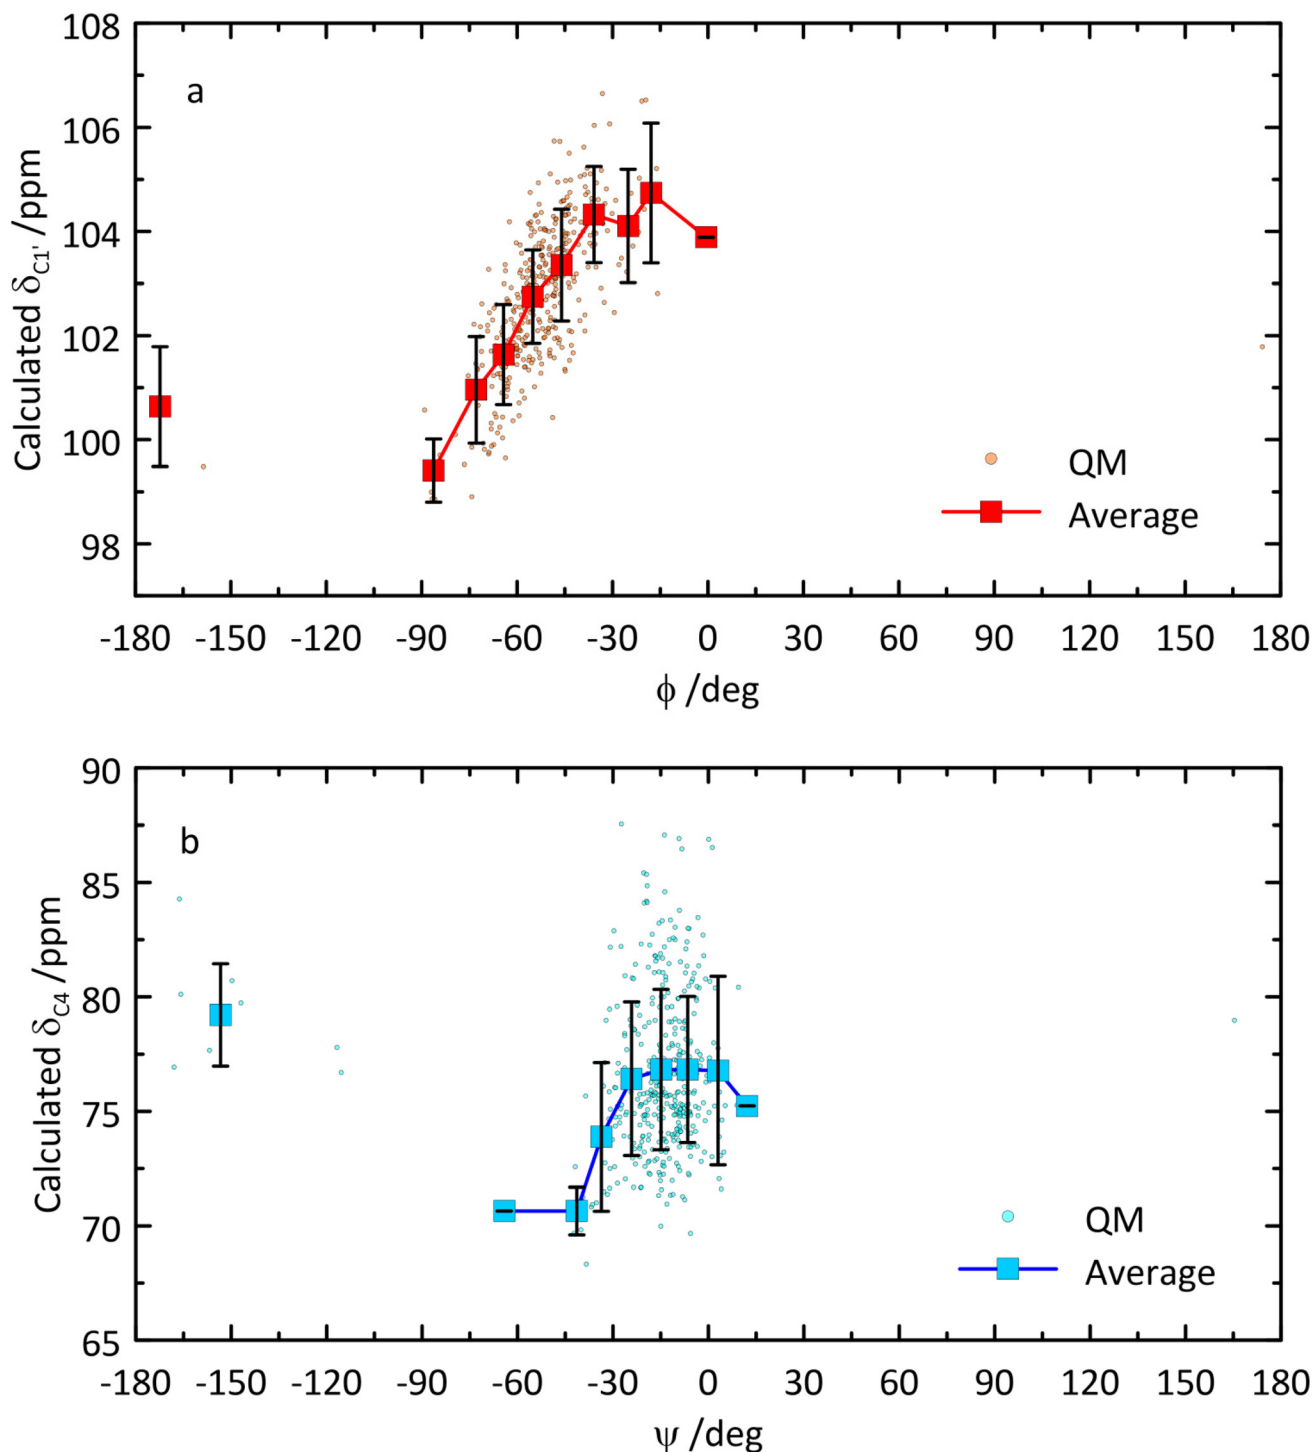 108
106
104
102
100
98
Calculated δC1' /ppm
a
QM
Average
-180 -150 -120 -90 -60 -30 0 30 60 90 120 150 180
ϕ /deg
90
85
80
75
70
65
Calculated δC4 /ppm
b
QM
Average
-180 -150 -120 -90 -60 -30 0 30 60 90 120 150 180
ψ /deg